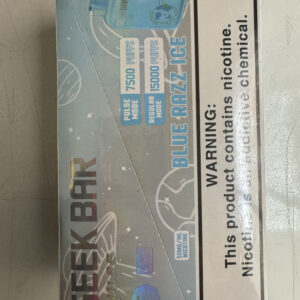 GEEK BAR
7500 PUFFS
PULSE
MODE
15000 PUFFS
REGULAR
MODE
BLUE RAZZ ICE
50MG/ML
NICOTINE
WARNING:
This product contains nicotine.
Nicotine is an addictive chemical.